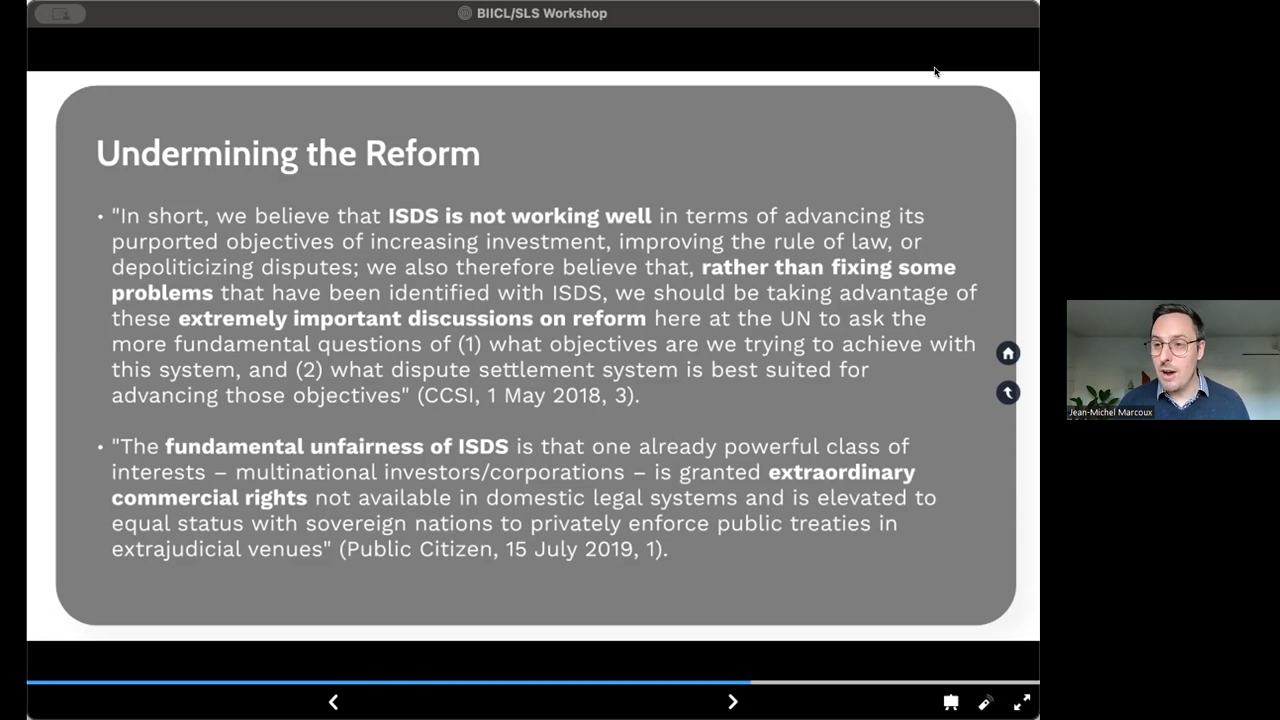 BIICL/SLS Workshop
Undermining the Reform
• "In short, we believe that ISDS is not working well in terms of advancing its
purported objectives of increasing investment, improving the rule of law, or
depoliticizing disputes; we also therefore believe that, rather than fixing some
problems that have been identified with ISDS, we should be taking advantage of
these extremely important discussions on reform here at the UN to ask the
more fundamental questions of (1) what objectives are we trying to achieve with
this system, and (2) what dispute settlement system is best suited for
advancing those objectives" (CCSI, 1 May 2018, 3).
• "The fundamental unfairness of ISDS is that one already powerful class of
interests – multinational investors/corporations – is granted extraordinary
commercial rights not available in domestic legal systems and is elevated to
equal status with sovereign nations to privately enforce public treaties in
extrajudicial venues" (Public Citizen, 15 July 2019, 1).
Jean-Michel Marcoux